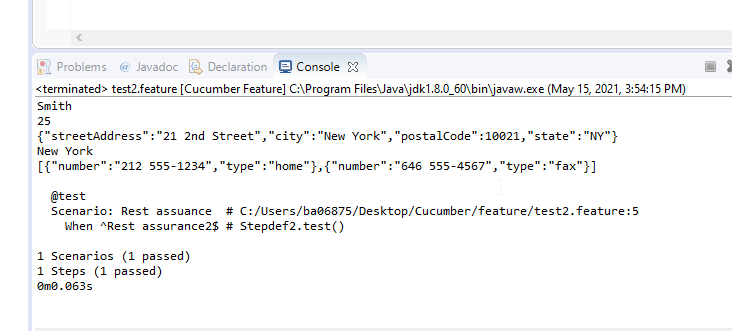 Problems @ Javadoc Declaration Console
<terminated> test2.feature [Cucumber Feature] C:\Program Files\Java\jdk1.8.0_60\bin\javaw.exe (May 15, 2021, 3:54:15 PM)
Smith
25
{"streetAddress":"21 2nd Street","city":"New York","postalCode":10021,"state":"NY"}
New York
[{"number":"212 555-1234","type":"home"},{"number":"646 555-4567","type":"fax"}]
@test
Scenario: Rest assuance  # C:/Users/ba06875/Desktop/Cucumber/feature/test2.feature:5
When ^Rest assurance2$ # Stepdef2.test()
1 Scenarios (1 passed)
1 Steps (1 passed)
0m0.063s